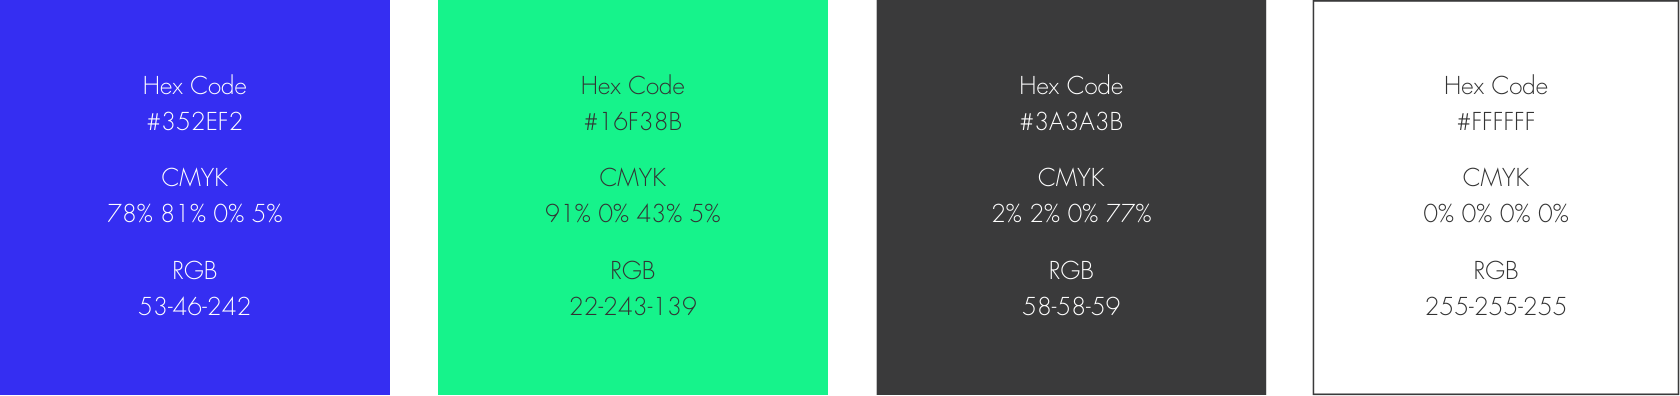 Hex Code
#352EF2
CMYK
78% 81% 0% 5%
RGB
53-46-242
Hex Code
#16F38B
CMYK
91% 0% 43% 5%
RGB
22-243-139
Hex Code
#3A3A3B
CMYK
2% 2% 0% 77%
RGB
58-58-59
Hex Code
#FFFFFF
CMYK
0% 0% 0% 0%
RGB
255-255-255